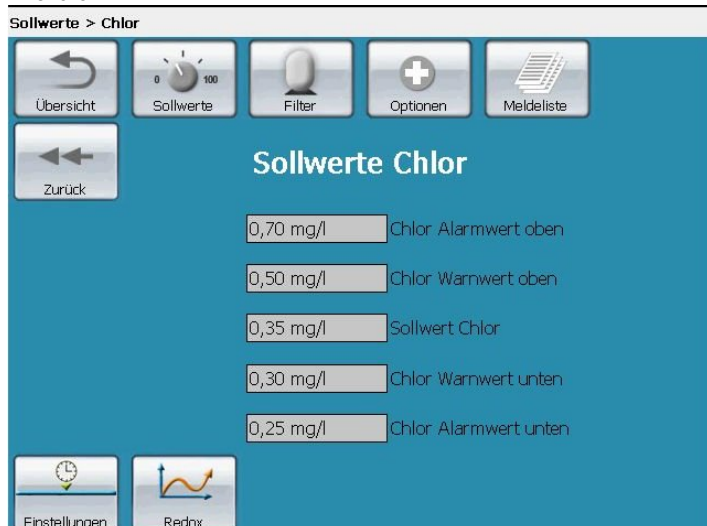 Sollwerte > Chlor
Übersicht
0 100
Sollwerte
Filter
Optionen
Meldeliste
Zurück
Sollwerte Chlor
0,70 mg/l Chlor Alarmwert oben
0,50 mg/l Chlor Warnwert oben
0,35 mg/l Sollwert Chlor
0,30 mg/l Chlor Warnwert unten
0,25 mg/l Chlor Alarmwert unten
Einstellungen
Redox